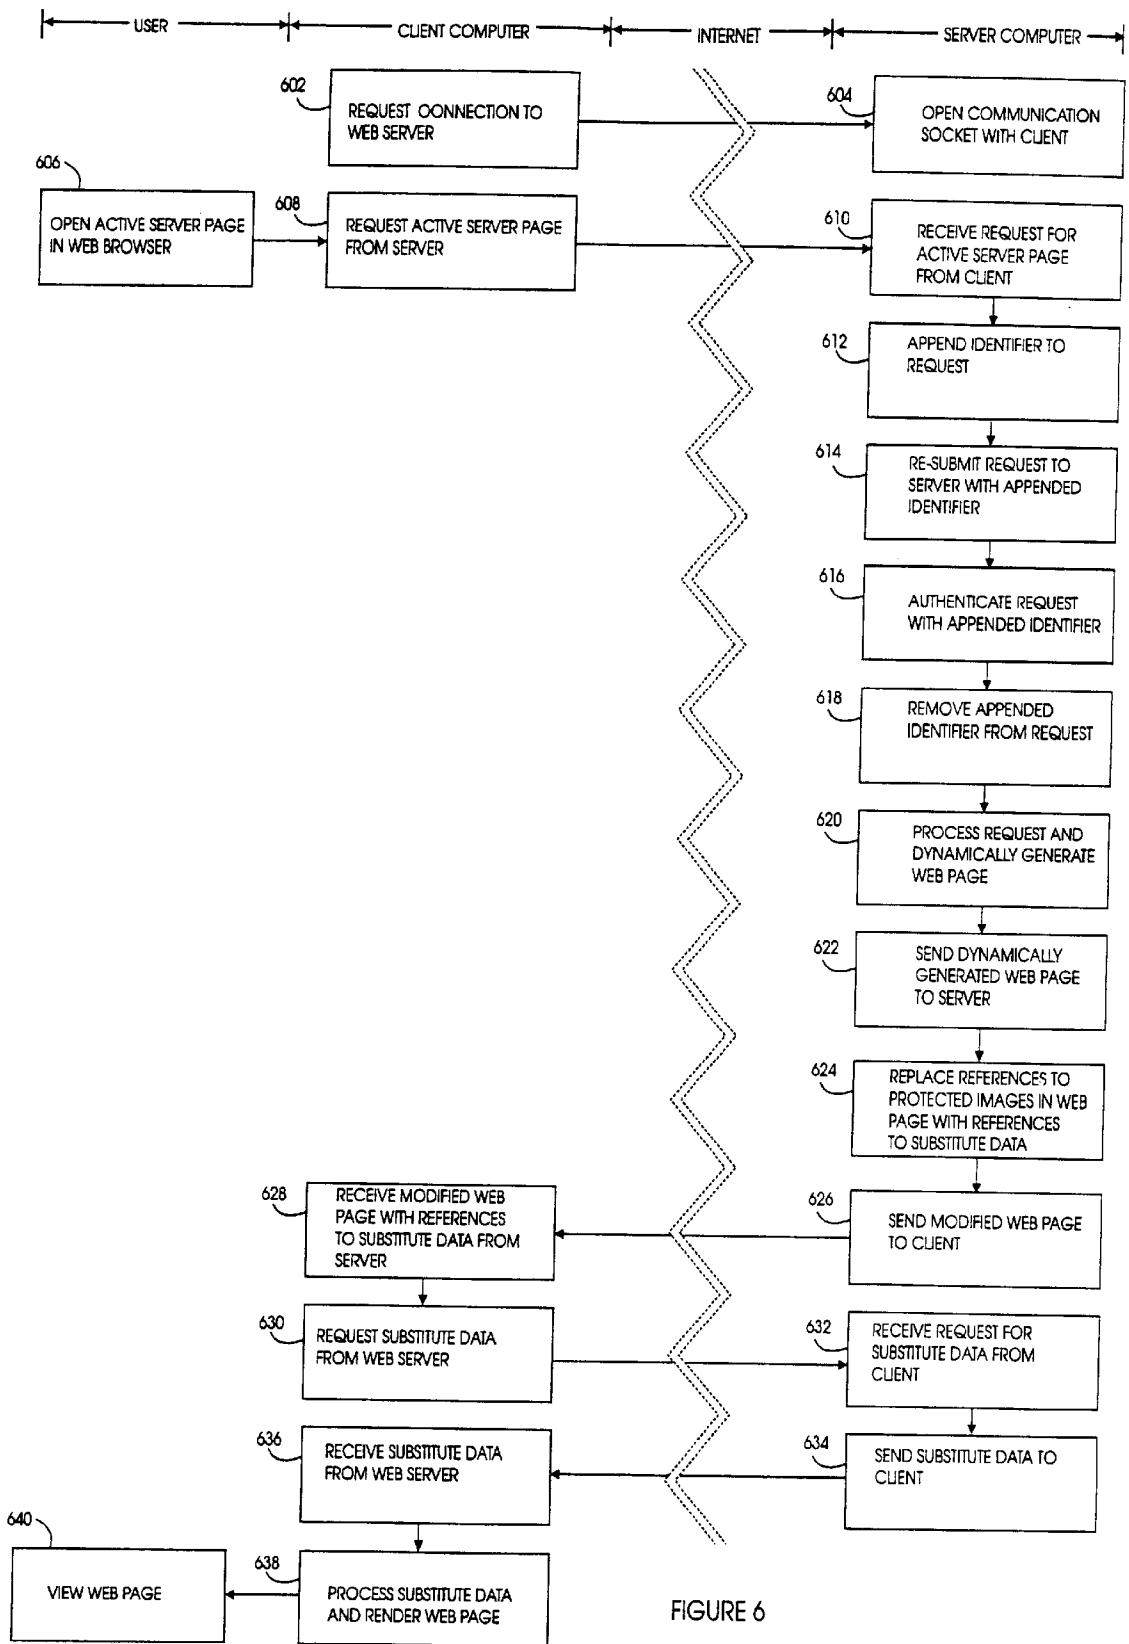 USER
CLIENT COMPUTER
INTERNET
SERVER COMPUTER
602
REQUEST CONNECTION TO
WEB SERVER
604
OPEN COMMUNICATION
SOCKET WITH CLIENT
606
OPEN ACTIVE SERVER PAGE
IN WEB BROWSER
608
REQUEST ACTIVE SERVER PAGE
FROM SERVER
610
RECEIVE REQUEST FOR
ACTIVE SERVER PAGE
FROM CLIENT
612
APPEND IDENTIFIER TO
REQUEST
614
RE-SUBMIT REQUEST TO
SERVER WITH APPENDED
IDENTIFIER
616
AUTHENTICATE REQUEST
WITH APPENDED IDENTIFIER
618
REMOVE APPENDED
IDENTIFIER FROM REQUEST
620
PROCESS REQUEST AND
DYNAMICALLY GENERATE
WEB PAGE
622
SEND DYNAMICALLY
GENERATED WEB PAGE
TO SERVER
624
REPLACE REFERENCES TO
PROTECTED IMAGES IN WEB
PAGE WITH REFERENCES
TO SUBSTITUTE DATA
626
SEND MODIFIED WEB PAGE
TO CLIENT
628
RECEIVE MODIFIED WEB
PAGE WITH REFERENCES
TO SUBSTITUTE DATA FROM
SERVER
630
REQUEST SUBSTITUTE DATA
FROM WEB SERVER
632
RECEIVE REQUEST FOR
SUBSTITUTE DATA FROM
CLIENT
634
SEND SUBSTITUTE DATA TO
CLIENT
636
RECEIVE SUBSTITUTE DATA
FROM WEB SERVER
638
PROCESS SUBSTITUTE DATA
AND RENDER WEB PAGE
640
VIEW WEB PAGE
FIGURE 6